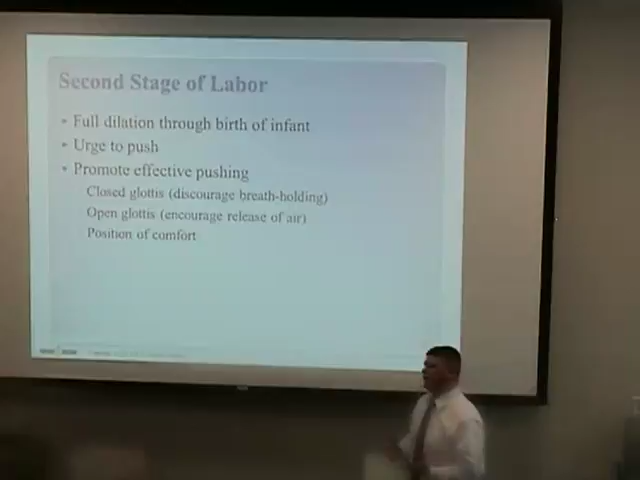 Second Stage of Labor
Full dilation through birth of infant
Urge to push
Promote effective pushing
Closed glottis (discourage breath-holding)
Open glottis (encourage release of air)
Position of comfort